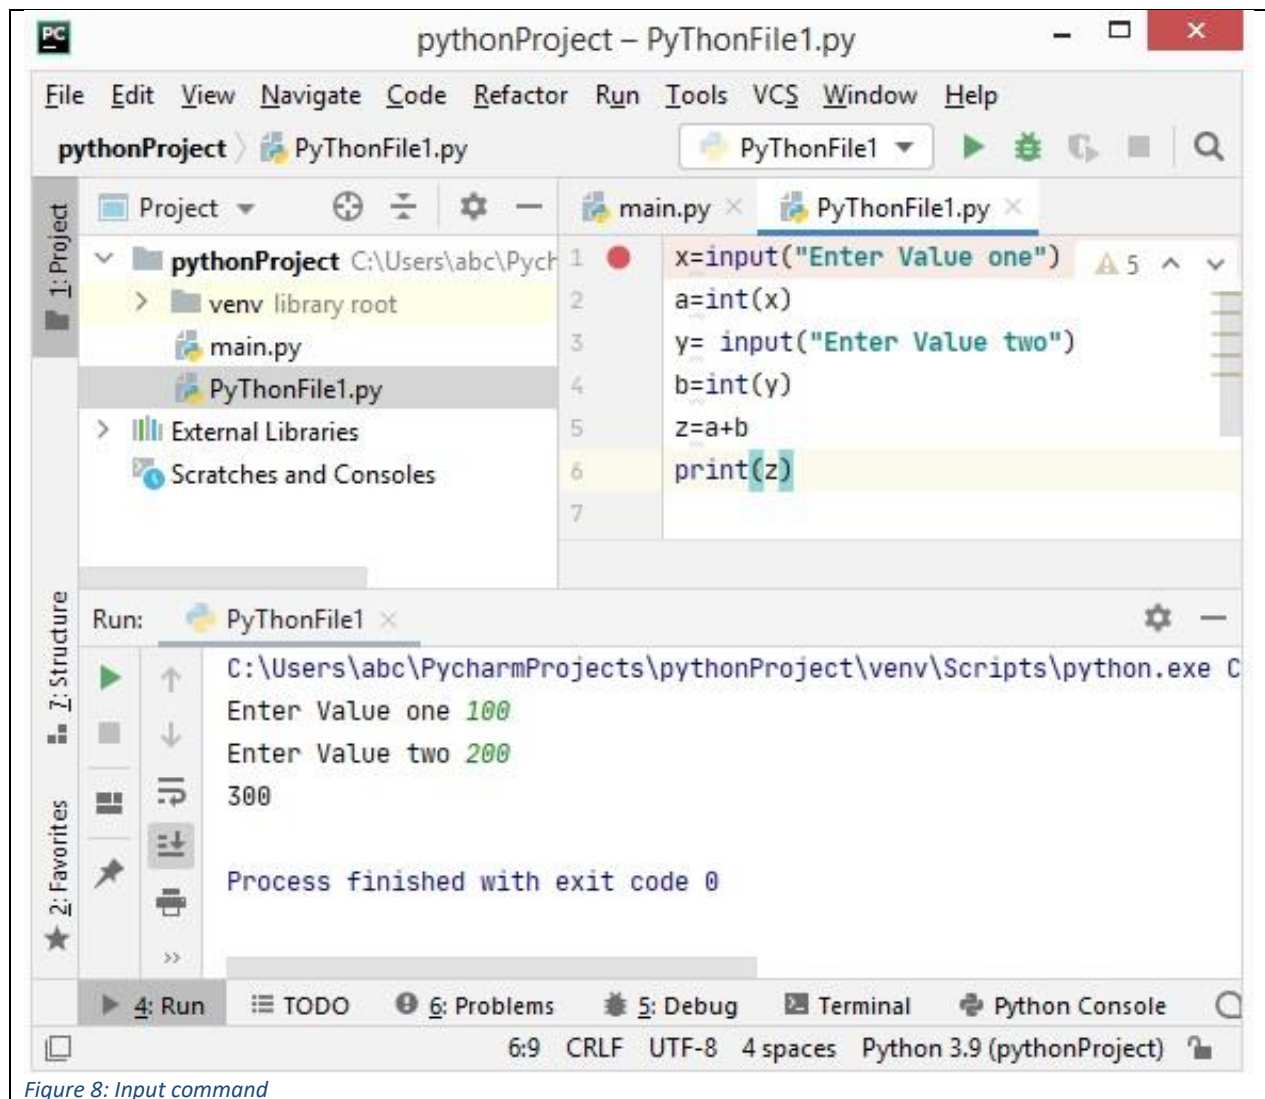 PC
pythonProject – PyThonFile1.py
File Edit View Navigate Code Refactor Run Tools VCS Window Help
pythonProject PyThonFile1.py PyThonFile1
1: Project
Project
main.py PyThonFile1.py
pythonProject C:\Users\abc\Pych
venv library root
main.py
PyThonFile1.py
External Libraries
Scratches and Consoles
1 x=input("Enter Value one") 5
2 a=int(x)
3 y= input("Enter Value two")
4 b=int(y)
5 z=a+b
6 print(z)
7
7: Structure
2: Favorites
Run: PyThonFile1
C:\Users\abc\PycharmProjects\pythonProject\venv\Scripts\python.exe C
Enter Value one 100
Enter Value two 200
300
Process finished with exit code 0
4: Run TODO 6: Problems 5: Debug Terminal Python Console
6:9 CRLF UTF-8 4 spaces Python 3.9 (pythonProject)
Figure 8: Input command